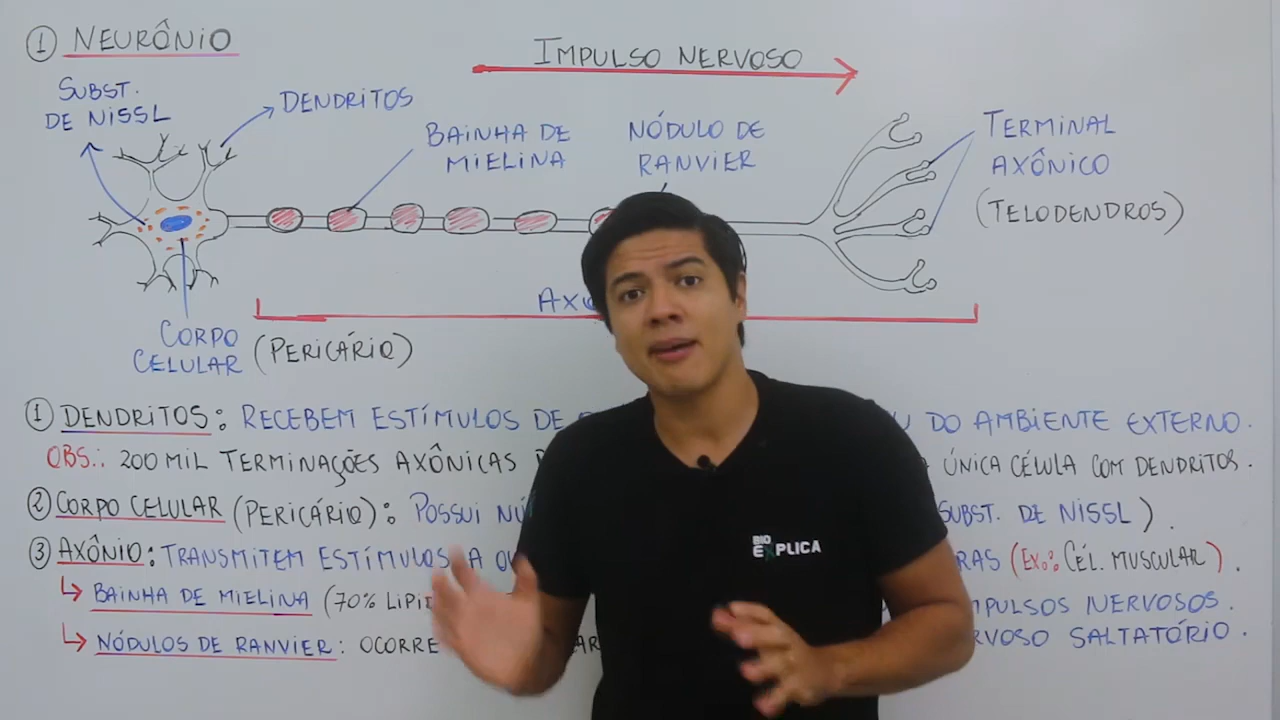 ① NEURÔNIO
IMPULSO NERVOSO
SUBST.
DE NISSL
DENDRITOS
BAINHA DE
MIELINA
NÓDULO DE
RANVIER
TERMINAL
AXÔNICO
(TELODENDROS)
CORPO
CELULAR (PERICÁRIO)
① DENDRITOS: RECEBEM ESTÍMULOS DE DO AMBIENTE EXTERNO.
OBS.: 200 MIL TERMINAÇÕES AXÔNICAS ÚNICA CÉLULA COM DENDRITOS.
② CORPO CELULAR (PERICÁRIO): POSSUI SUBST. DE NISSL).
③ AXÔNIO: TRANSMITEM ESTÍMULOS A (EX.: CÉL. MUSCULAR).
↳ BAINHA DE MIELINA (70% IMPULSOS NERVOSOS.
↳ NÓDULOS DE RANVIER: OCORRE SALTATÓRIO.
BIO
EXPLICA